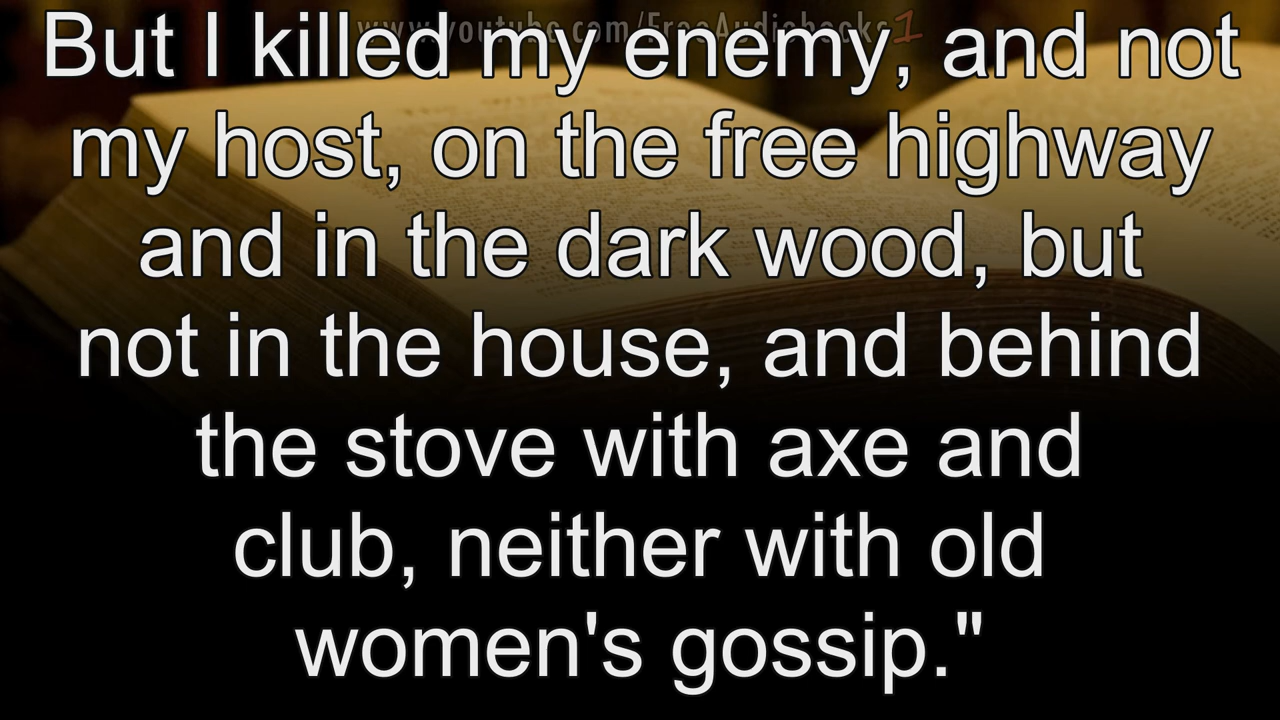 www.youtube.com/FreeAudiobooks1
But I killed my enemy, and not
my host, on the free highway
and in the dark wood, but
not in the house, and behind
the stove with axe and
club, neither with old
women's gossip."